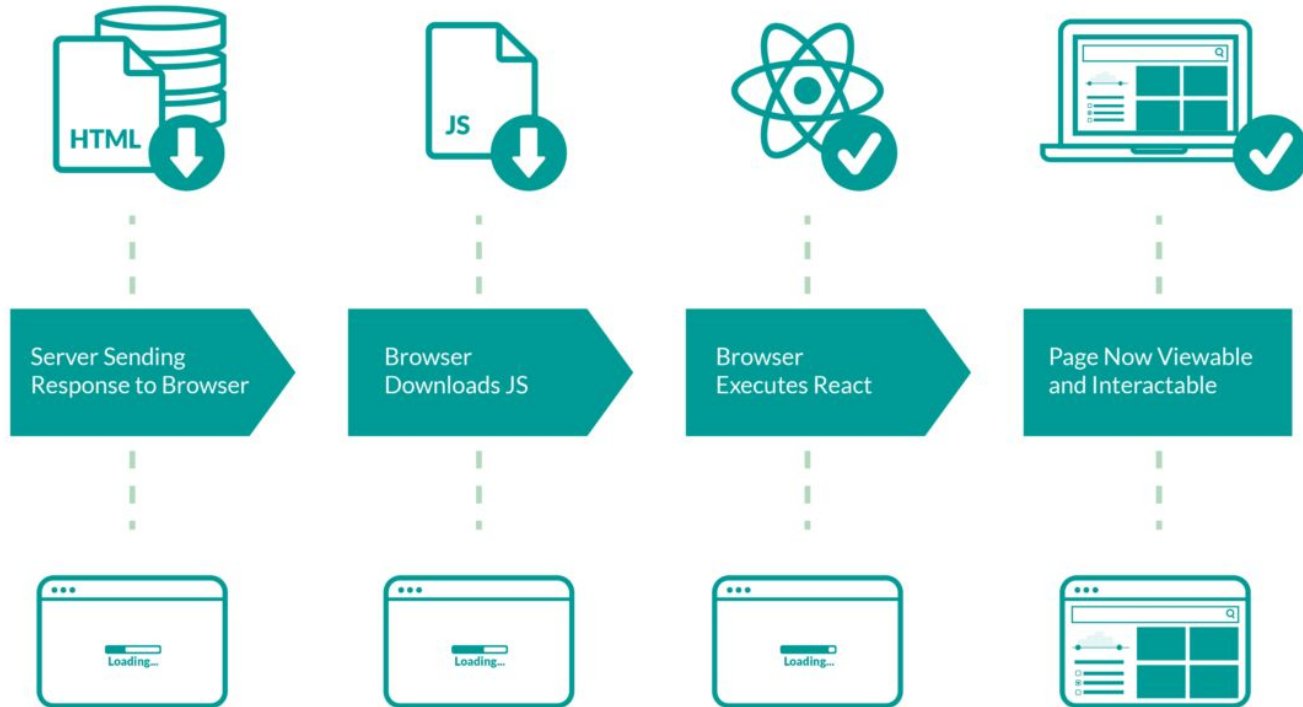 HTML
JS
Server Sending
Response to Browser
Browser
Downloads JS
Browser
Executes React
Page Now Viewable
and Interactable
Loading...
Loading...
Loading...